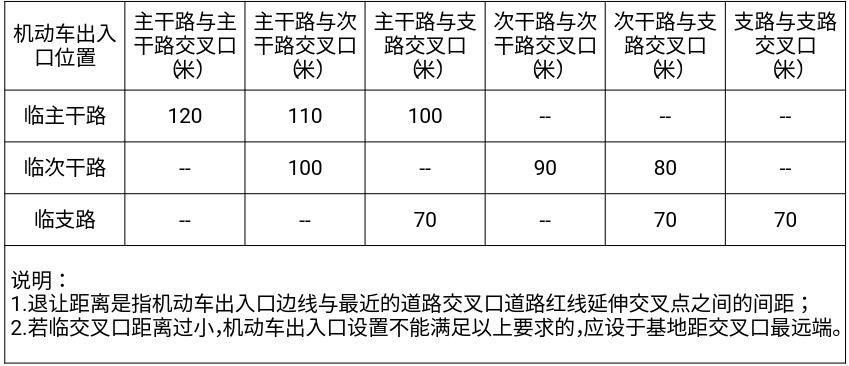 机动车出入口位置 主干路与主干路交叉口(米） 主干路与次干路交叉口(米） 主干路与支路交叉口(米） 次干路与次干路交叉口(米） 次干路与支路交叉口(米） 支路与支路交叉口(米）
临主干路 120 110 100 -- -- --
临次干路 -- 100 -- 90 80 --
临支路 -- -- 70 -- 70 70
说明：
1.退让距离是指机动车出入口边线与最近的道路交叉口道路红线延伸交叉点之间的间距；
2.若临交叉口距离过小,机动车出入口设置不能满足以上要求的,应设于基地距交叉口最远端。